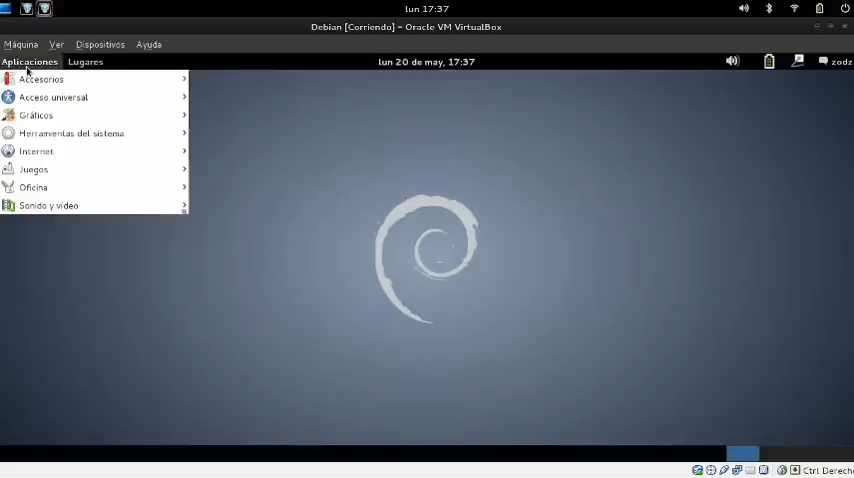 lun 17:37
Debian [Corriendo] - Oracle VM VirtualBox
Máquina Ver Dispositivos Ayuda
Aplicaciones Lugares lun 20 de may, 17:37 zodz
Accesorios
Acceso universal
Gráficos
Herramientas del sistema
Internet
Juegos
Oficina
Sonido y vídeo
Ctrl Derecho